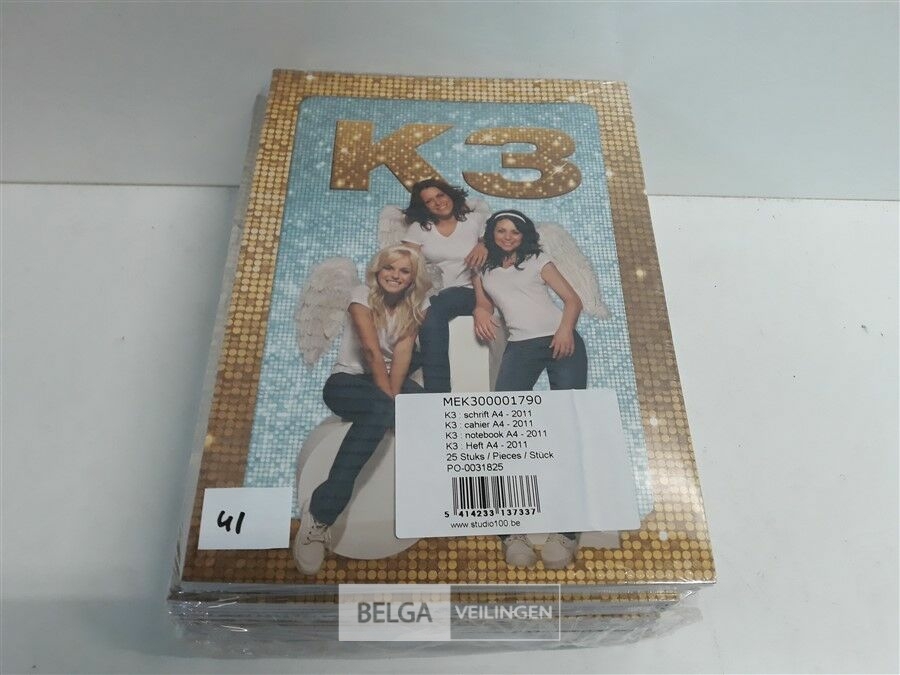 K3
MEK300001790
K3 : schrift A4 - 2011
K3 : cahier A4 - 2011
K3 : notebook A4 - 2011
K3 : Heft A4 - 2011
25 Stuks / Pieces / Stück
PO-0031825
5 414233 137337
www.studio100.be
41
BELGA VEILINGEN